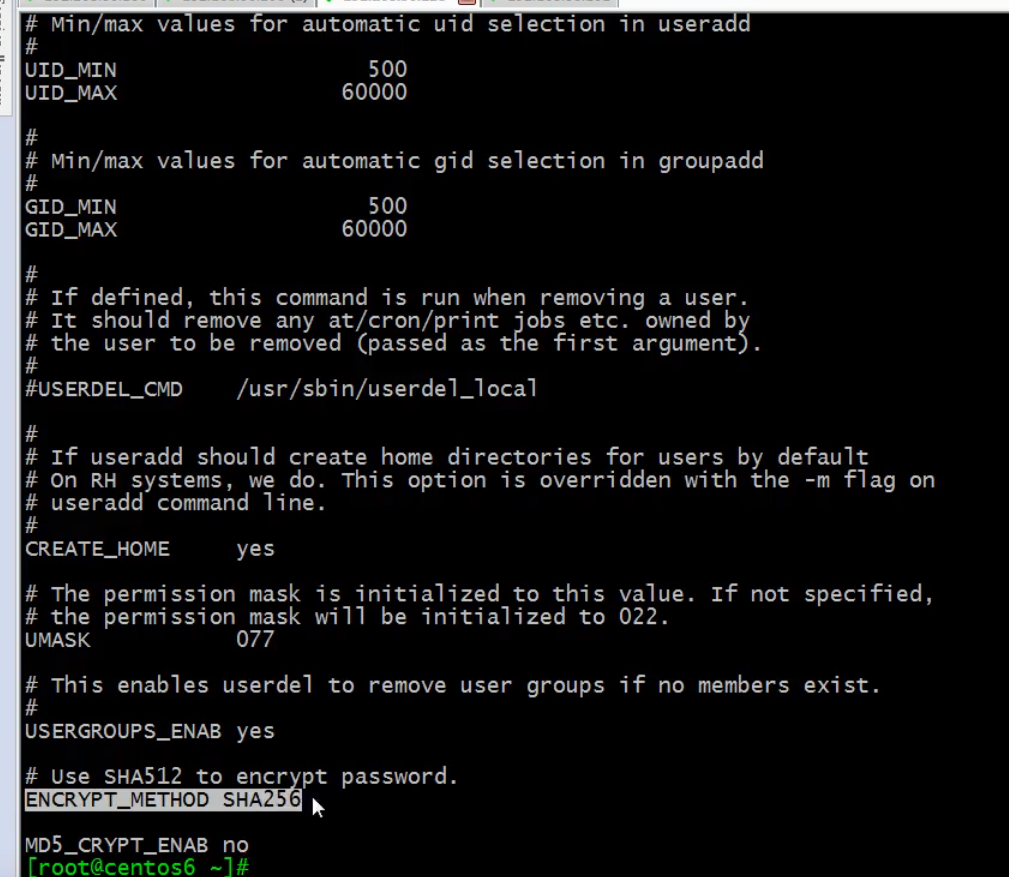 # Min/max values for automatic uid selection in useradd
#
UID_MIN                   500
UID_MAX                 60000
#
# Min/max values for automatic gid selection in groupadd
#
GID_MIN                   500
GID_MAX                 60000
#
# If defined, this command is run when removing a user.
# It should remove any at/cron/print jobs etc. owned by
# the user to be removed (passed as the first argument).
#
#USERDEL_CMD    /usr/sbin/userdel_local
#
# If useradd should create home directories for users by default
# On RH systems, we do. This option is overridden with the -m flag on
# useradd command line.
#
CREATE_HOME     yes
# The permission mask is initialized to this value. If not specified,
# the permission mask will be initialized to 022.
UMASK           077
# This enables userdel to remove user groups if no members exist.
#
USERGROUPS_ENAB yes
# Use SHA512 to encrypt password.
ENCRYPT_METHOD SHA256
MD5_CRYPT_ENAB no
[root@centos6 ~]#